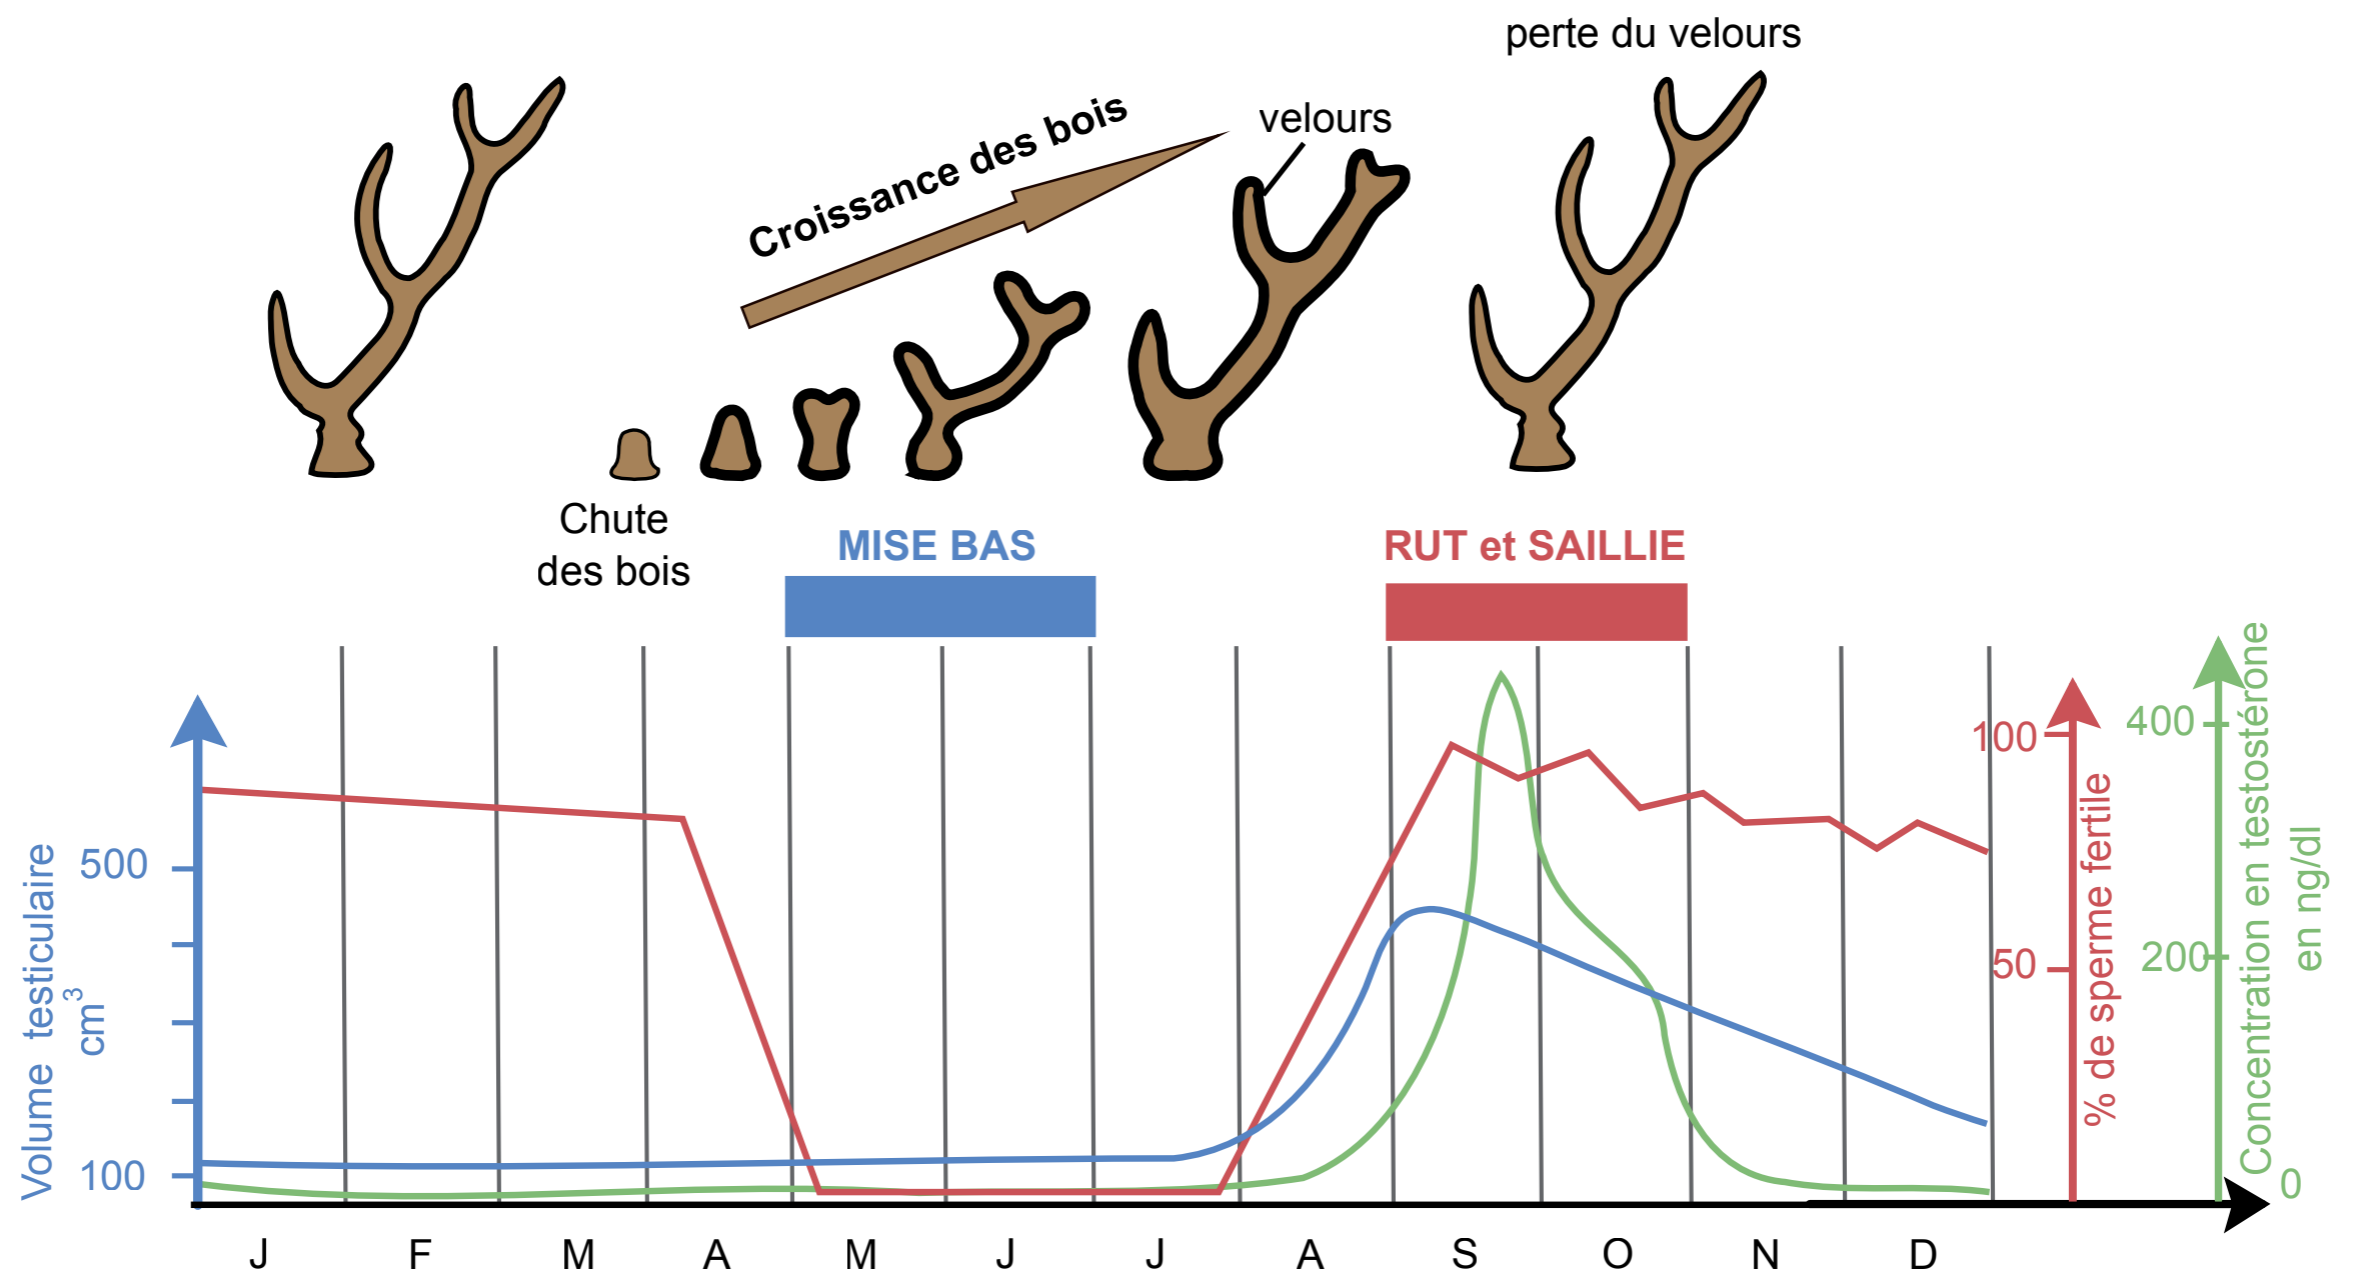 perte du velours
velours
Croissance des bois
Chute
des bois
MISE BAS
RUT et SAILLIE
Volume testiculaire
cm3
500
100
100
50
% de sperme fertile
400
200
0
Concentration en testostérone
en ng/dl
J F M A M J J A S O N D